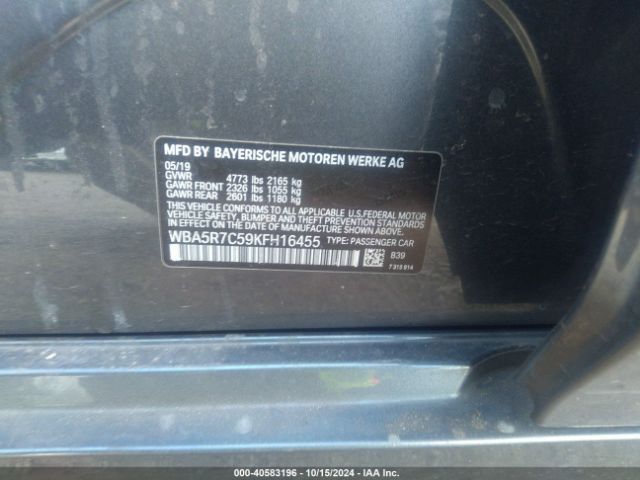 MFD BY BAYERISCHE MOTOREN WERKE AG
05/19
GVWR 4773 lbs 2165 kg
GAWR FRONT 2326 lbs 1055 kg
GAWR REAR 2601 lbs 1180 kg
THIS VEHICLE CONFORMS TO ALL APPLICABLE U.S.FEDERAL MOTOR
VEHICLE SAFETY, BUMPER AND THEFT PREVENTION STANDARDS
IN EFFECT ON THE DATE OF MANUFACTURE SHOWN ABOVE.
WBA5R7C59KFH16455 TYPE: PASSENGER CAR
B39
7 315 914
000-40583196 - 10/15/2024 - IAA Inc.